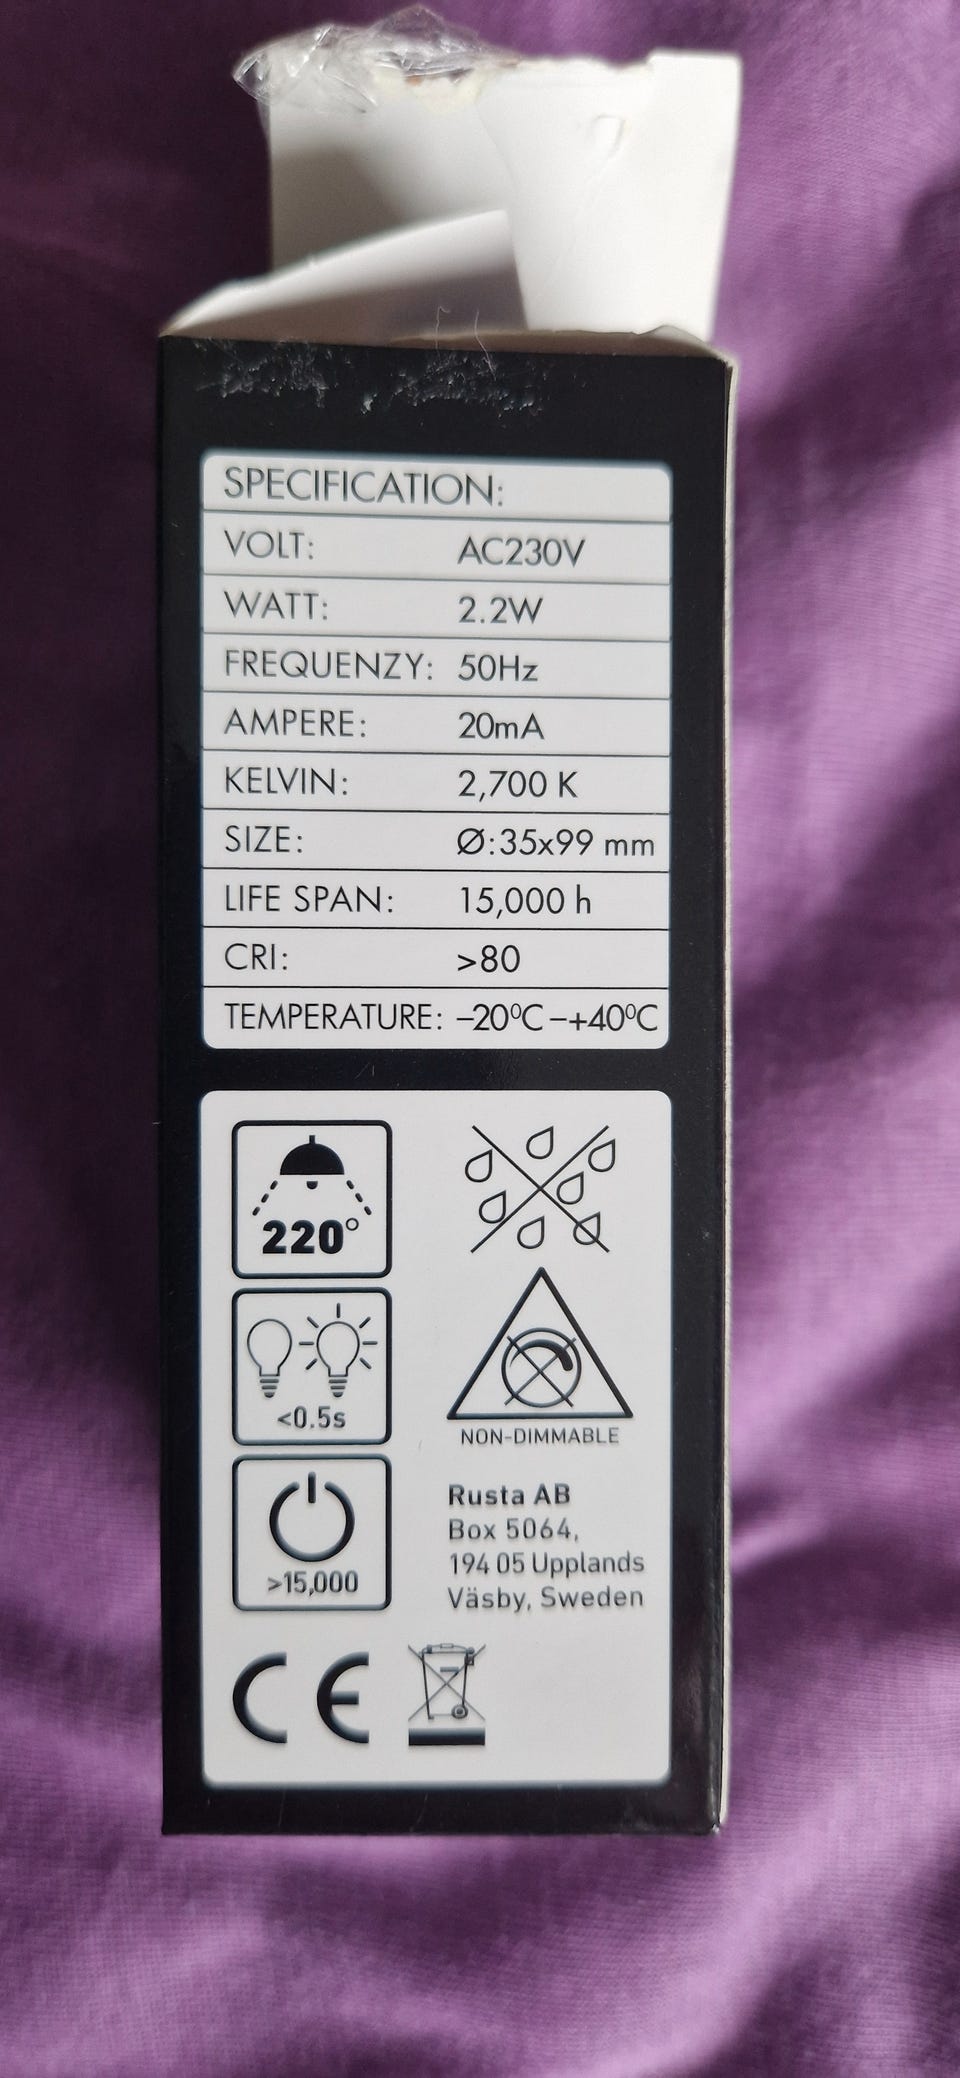 SPECIFICATION:
VOLT: AC230V
WATT: 2.2W
FREQUENZY: 50Hz
AMPERE: 20mA
KELVIN: 2,700 K
SIZE: Ø:35x99 mm
LIFE SPAN: 15,000 h
CRI: >80
TEMPERATURE: –20⁰C–+40⁰C
220°
<0.5s
NON-DIMMABLE
>15,000
Rusta AB
Box 5064,
194 05 Upplands
Väsby, Sweden
CE